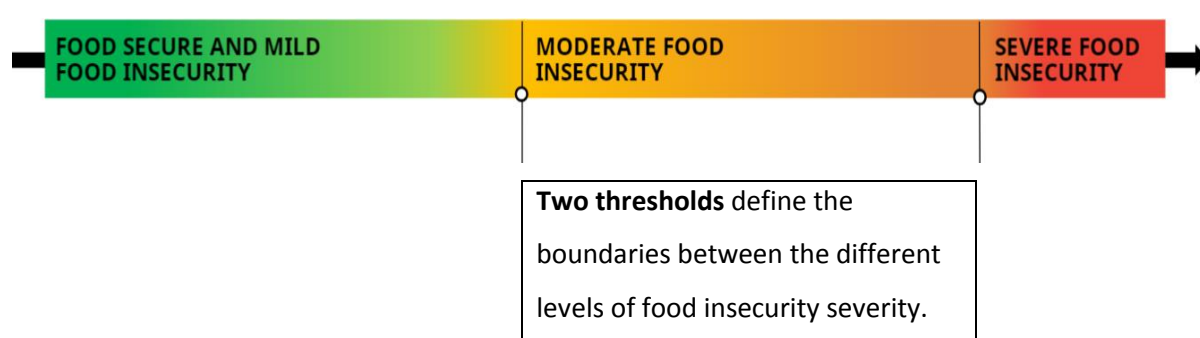 FOOD SECURE AND MILD
FOOD INSECURITY
MODERATE FOOD
INSECURITY
SEVERE FOOD
INSECURITY
Two thresholds define the
boundaries between the different
levels of food insecurity severity.